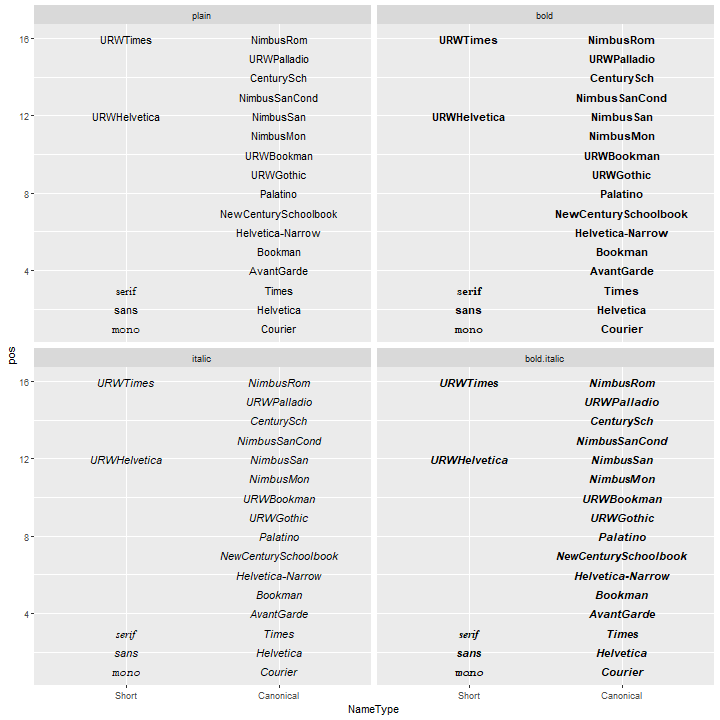 plain
bold
16
URWTimes NimbusRom
URWTimes NimbusRom
URWPalladio
URWPalladio
CenturySch
CenturySch
NimbusSanCond
NimbusSanCond
12
URWHelvetica NimbusSan
URWHelvetica NimbusSan
NimbusMon
NimbusMon
URWBookman
URWBookman
URWGothic
URWGothic
8
Palatino
Palatino
NewCenturySchoolbook
NewCenturySchoolbook
Helvetica-Narrow
Helvetica-Narrow
Bookman
Bookman
4
AvantGarde
AvantGarde
serif Times
serif Times
sans Helvetica
sans Helvetica
mono Courier
mono Courier
pos
italic
bold.italic
16
URWTimes NimbusRom
URWTimes NimbusRom
URWPalladio
URWPalladio
CenturySch
CenturySch
NimbusSanCond
NimbusSanCond
12
URWHelvetica NimbusSan
URWHelvetica NimbusSan
NimbusMon
NimbusMon
URWBookman
URWBookman
URWGothic
URWGothic
8
Palatino
Palatino
NewCenturySchoolbook
NewCenturySchoolbook
Helvetica-Narrow
Helvetica-Narrow
Bookman
Bookman
4
AvantGarde
AvantGarde
serif Times
serif Times
sans Helvetica
sans Helvetica
mono Courier
mono Courier
Short Canonical
Short Canonical
NameType